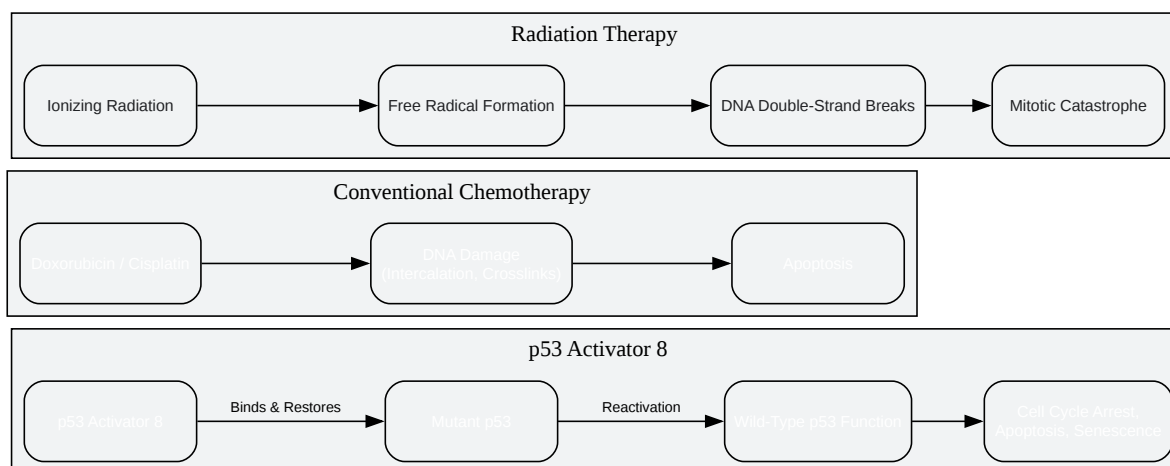 Radiation Therapy
Ionizing Radiation
Free Radical Formation
DNA Double-Strand Breaks
Mitotic Catastrophe
Conventional Chemotherapy
Doxorubicin / Cisplatin
DNA Damage
(Intercalation, Crosslinks)
Apoptosis
p53 Activator 8
p53 Activator 8
Binds & Restores
Mutant p53
Reactivation
Wild-Type p53 Function
Cell Cycle Arrest,
Apoptosis, Senescence